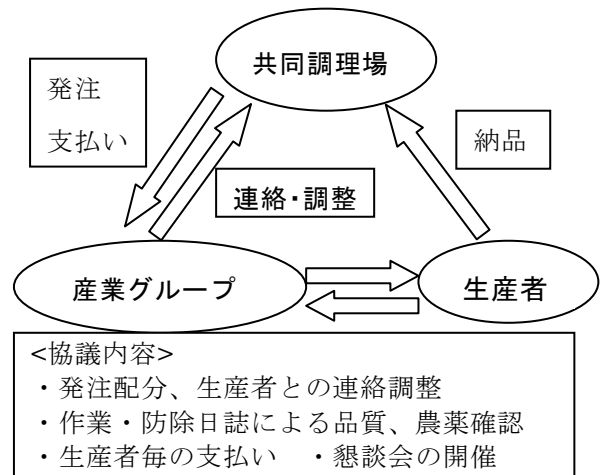 共同調理場
発注
支払い
納品
連絡・調整
産業グループ
生産者
<協議内容>
・発注配分、生産者との連絡調整
・作業・防除日誌による品質、農薬確認
・生産者毎の支払い　・懇談会の開催